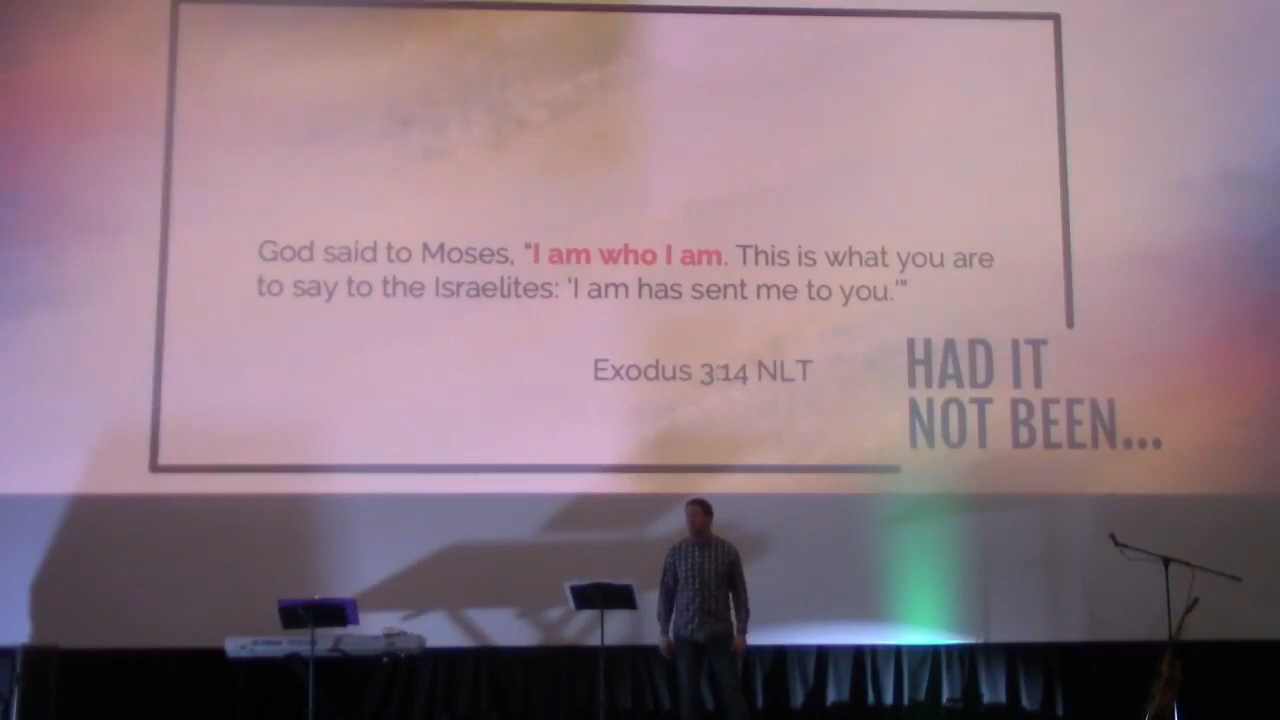 God said to Moses, "I am who I am. This is what you are
to say to the Israelites: 'I am has sent me to you.'"
Exodus 3:14 NLT
HAD IT
NOT BEEN...